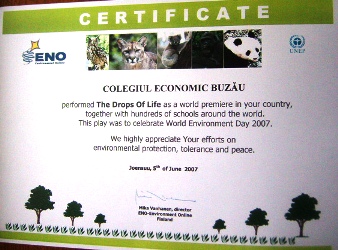 CERTIFICATE
ENO
Environment Online
UNEP
COLEGIUL ECONOMIC BUZĂU
performed The Drops Of Life as a world premiere in your country,
together with hundreds of schools around the world.
This play was to celebrate World Environment Day 2007.
We highly appreciate Your efforts on
environmental protection, tolerance and peace.
Joensuu, 5th of June 2007
Mika Vanhanen, director
ENO-Environment Online
Finland